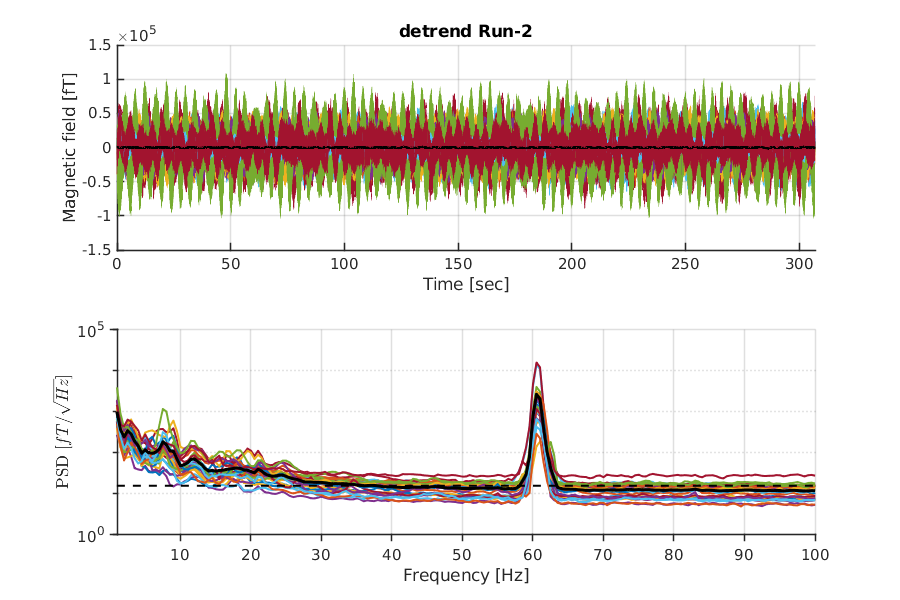 detrend Run-2
×10^5
1.5
1
0.5
0
-0.5
-1
-1.5
Magnetic field [fT]
0 50 100 150 200 250 300
Time [sec]
10^5
10^0
PSD [fT/√Hz]
10 20 30 40 50 60 70 80 90 100
Frequency [Hz]